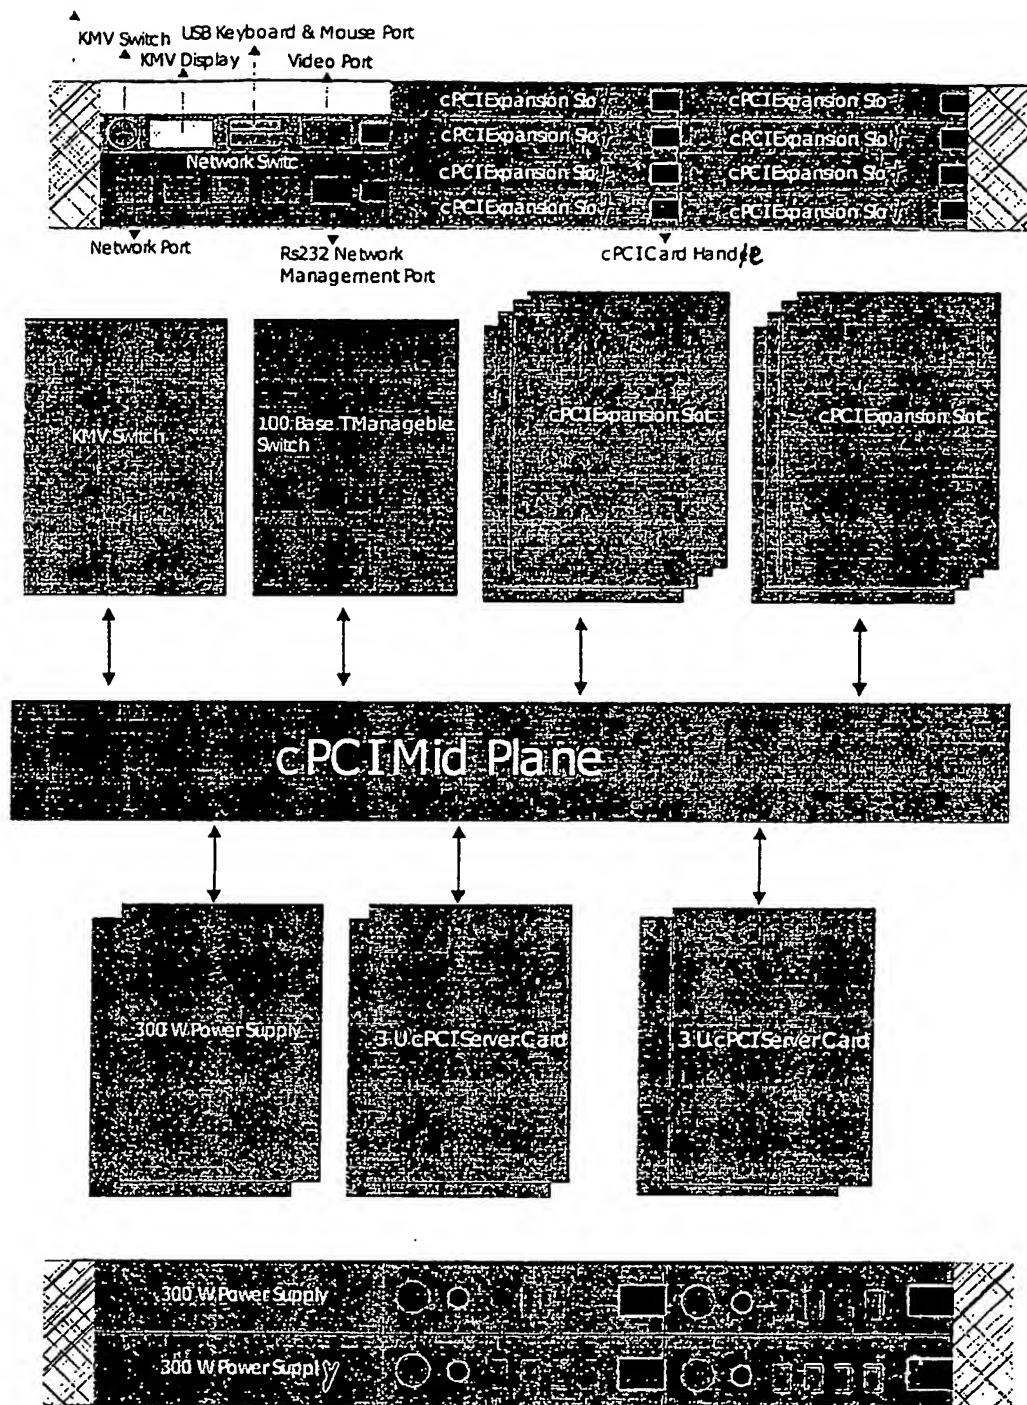 KMV Switch
USB Keyboard & Mouse Port
KMV Display
Video Port
cPCI Expansion Slo
cPCI Expansion Slo
cPCI Expansion Slo
cPCI Expansion Slo
Network Switc
cPCI Expansion Slo
cPCI Expansion Slo
cPCI Expansion Slo
cPCI Expansion Slo
Network Port
Rs232 Network
Management Port
cPCI Card Handle
KMV Switch
100 Base TManageble
Switch
cPCI Expansion Slot
cPCI Expansion Slot
cPCI Mid Plane
300 W Power Supply
3 U cPCI Server Card
3 U cPCI Server Card
300 W Power Supply
300 W Power Supply